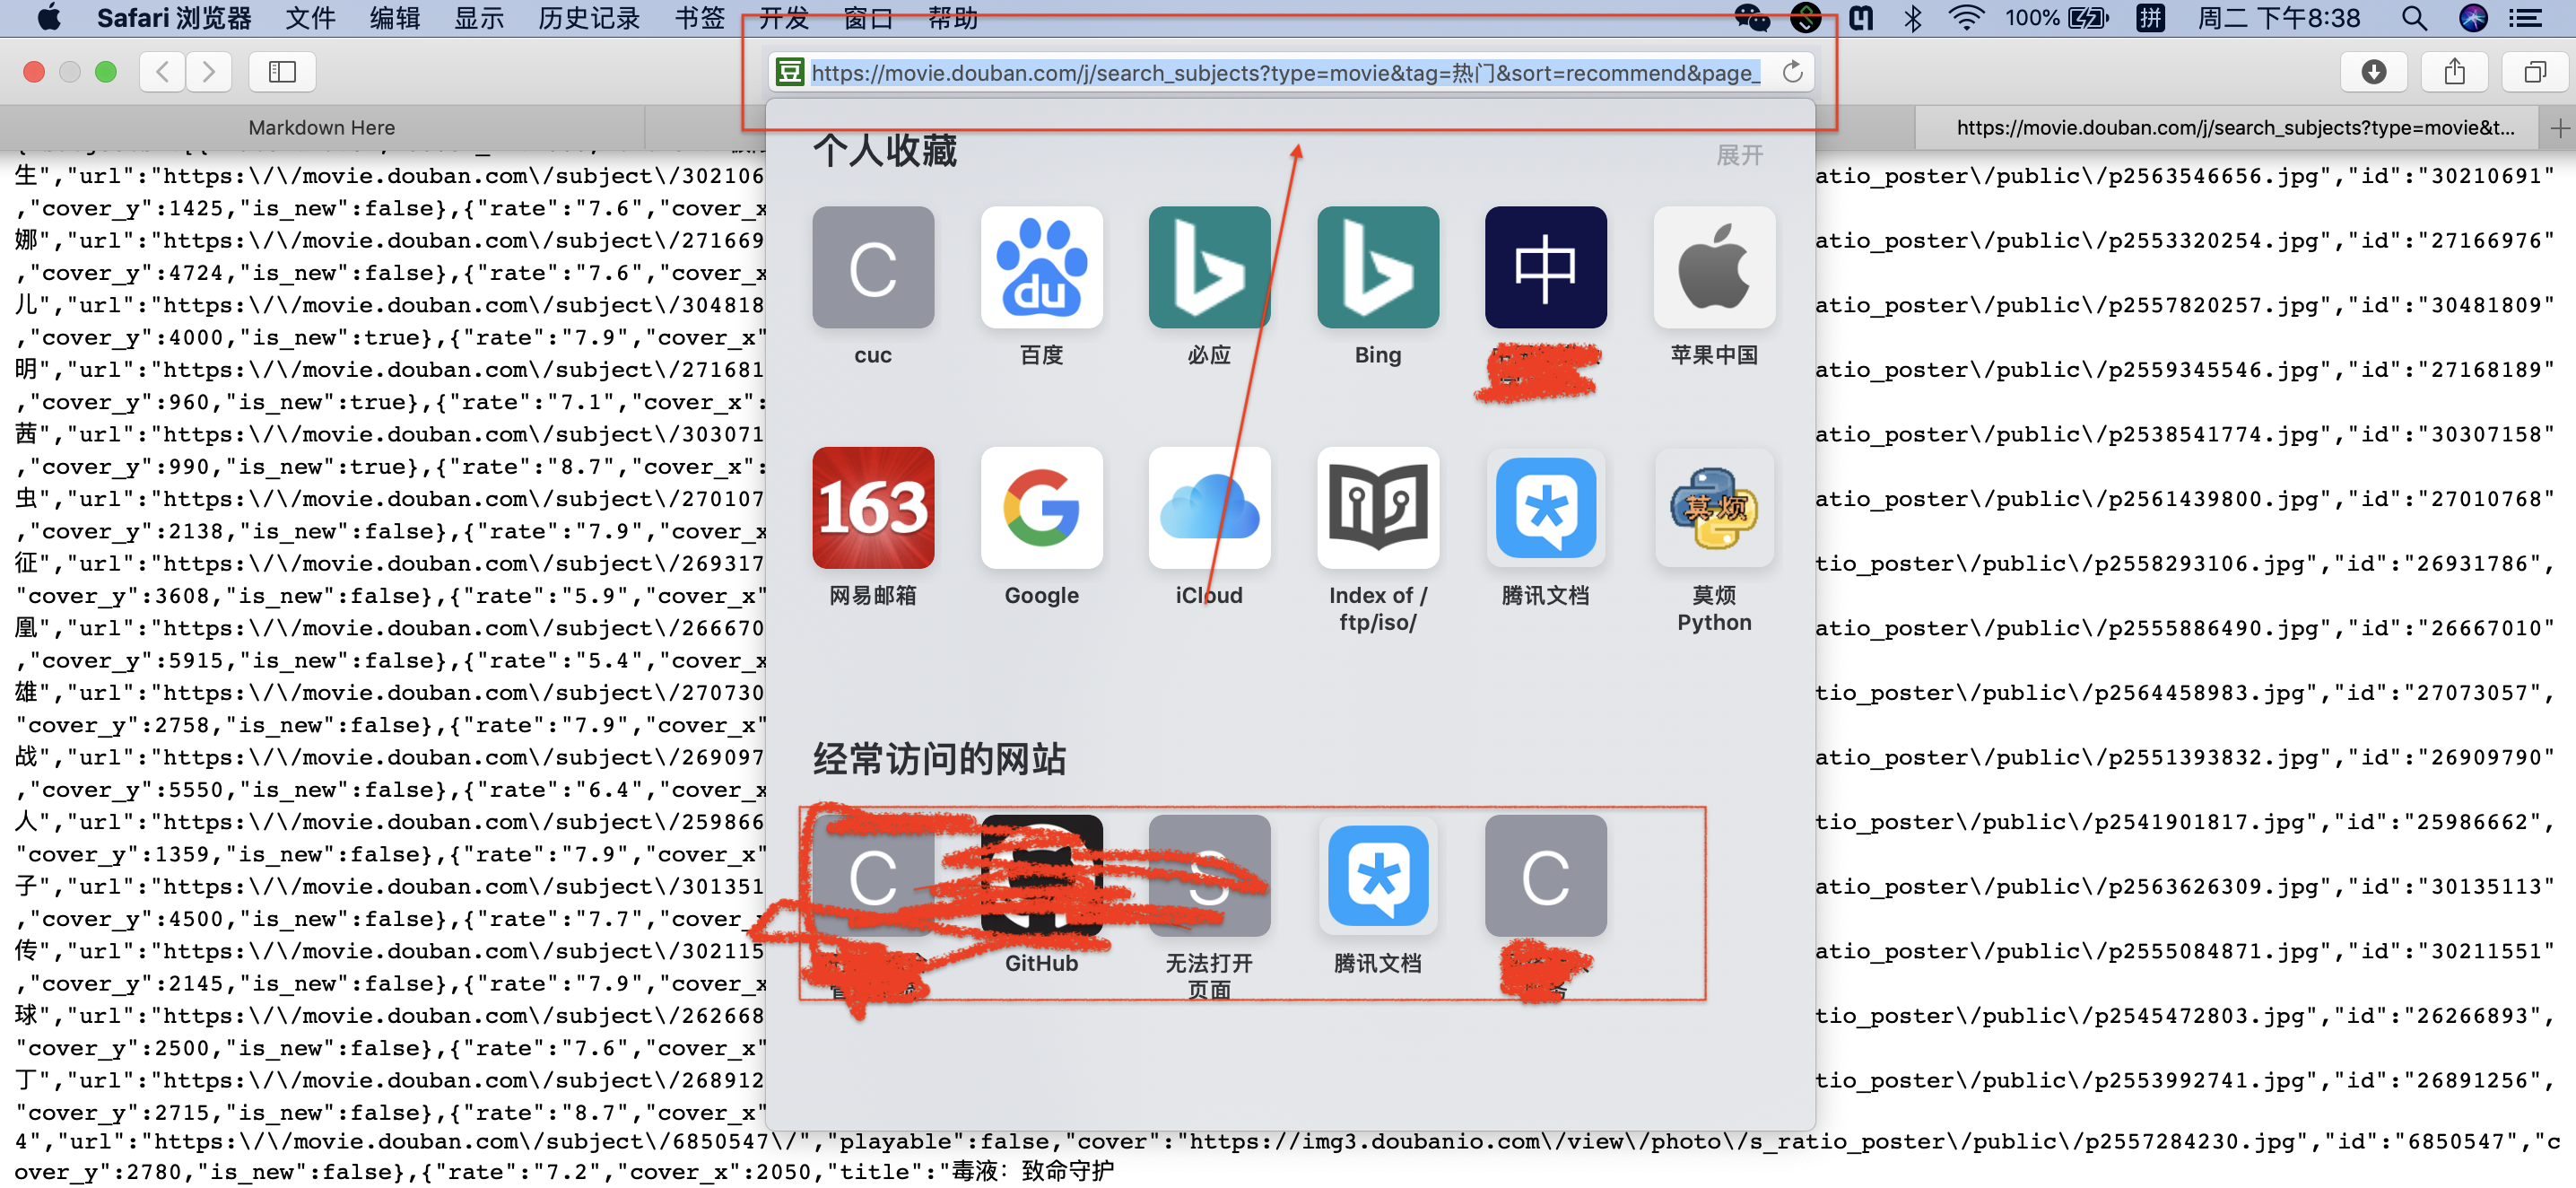 Safari 浏览器 文件 编辑 显示 历史记录 书签 开发 窗口 帮助 100% 拼 周二 下午8:38
豆 https://movie.douban.com/j/search_subjects?type=movie&tag=热门&sort=recommend&page_
Markdown Here
https://movie.douban.com/j/search_subjects?type=movie&t...
个人收藏 展开
生","url":"https:\/\/movie.douban.com\/subject\/302106
atio_poster\/public\/p2563546656.jpg","id":"30210691"
,"cover_y":1425,"is_new":false},{"rate":"7.6","cover_x
娜","url":"https:\/\/movie.douban.com\/subject\/271669
atio_poster\/public\/p2553320254.jpg","id":"27166976"
,"cover_y":4724,"is_new":false},{"rate":"7.6","cover_x
儿","url":"https:\/\/movie.douban.com\/subject\/304818
atio_poster\/public\/p2557820257.jpg","id":"30481809"
,"cover_y":4000,"is_new":true},{"rate":"7.9","cover_x"
明","url":"https:\/\/movie.douban.com\/subject\/271681
atio_poster\/public\/p2559345546.jpg","id":"27168189"
,"cover_y":960,"is_new":true},{"rate":"7.1","cover_x":
茜","url":"https:\/\/movie.douban.com\/subject\/303071
atio_poster\/public\/p2538541774.jpg","id":"30307158"
,"cover_y":990,"is_new":true},{"rate":"8.7","cover_x":
虫","url":"https:\/\/movie.douban.com\/subject\/270107
atio_poster\/public\/p2561439800.jpg","id":"27010768"
,"cover_y":2138,"is_new":false},{"rate":"7.9","cover_x
征","url":"https:\/\/movie.douban.com\/subject\/269317
tio_poster\/public\/p2558293106.jpg","id":"26931786",
"cover_y":3608,"is_new":false},{"rate":"5.9","cover_x"
凰","url":"https:\/\/movie.douban.com\/subject\/266670
atio_poster\/public\/p2555886490.jpg","id":"26667010"
,"cover_y":5915,"is_new":false},{"rate":"5.4","cover_x
雄","url":"https:\/\/movie.douban.com\/subject\/270730
tio_poster\/public\/p2564458983.jpg","id":"27073057",
"cover_y":2758,"is_new":false},{"rate":"7.9","cover_x"
战","url":"https:\/\/movie.douban.com\/subject\/269097
atio_poster\/public\/p2551393832.jpg","id":"26909790"
,"cover_y":5550,"is_new":false},{"rate":"6.4","cover_x
人","url":"https:\/\/movie.douban.com\/subject\/259866
tio_poster\/public\/p2541901817.jpg","id":"25986662",
"cover_y":1359,"is_new":false},{"rate":"7.9","cover_x"
子","url":"https:\/\/movie.douban.com\/subject\/301351
atio_poster\/public\/p2563626309.jpg","id":"30135113"
,"cover_y":4500,"is_new":false},{"rate":"7.7","cover_x
传","url":"https:\/\/movie.douban.com\/subject\/302115
atio_poster\/public\/p2555084871.jpg","id":"30211551"
,"cover_y":2145,"is_new":false},{"rate":"7.9","cover_x
球","url":"https:\/\/movie.douban.com\/subject\/262668
tio_poster\/public\/p2545472803.jpg","id":"26266893",
"cover_y":2500,"is_new":false},{"rate":"7.6","cover_x"
丁","url":"https:\/\/movie.douban.com\/subject\/268912
tio_poster\/public\/p2553992741.jpg","id":"26891256",
"cover_y":2715,"is_new":false},{"rate":"8.7","cover_x"
4","url":"https:\/\/movie.douban.com\/subject\/6850547\/","playable":false,"cover":"https://img3.doubanio.com\/view\/photo\/s_ratio_poster\/public\/p2557284230.jpg","id":"6850547","c
over_y":2780,"is_new":false},{"rate":"7.2","cover_x":2050,"title":"毒液：致命守护
C du 中
cuc 百度 必应 Bing 苹果中国
163 G 莫烦
网易邮箱 Google iCloud Index of / 腾讯文档 莫烦
ftp/iso/ Python
经常访问的网站
C S C
GitHub 无法打开 腾讯文档
页面